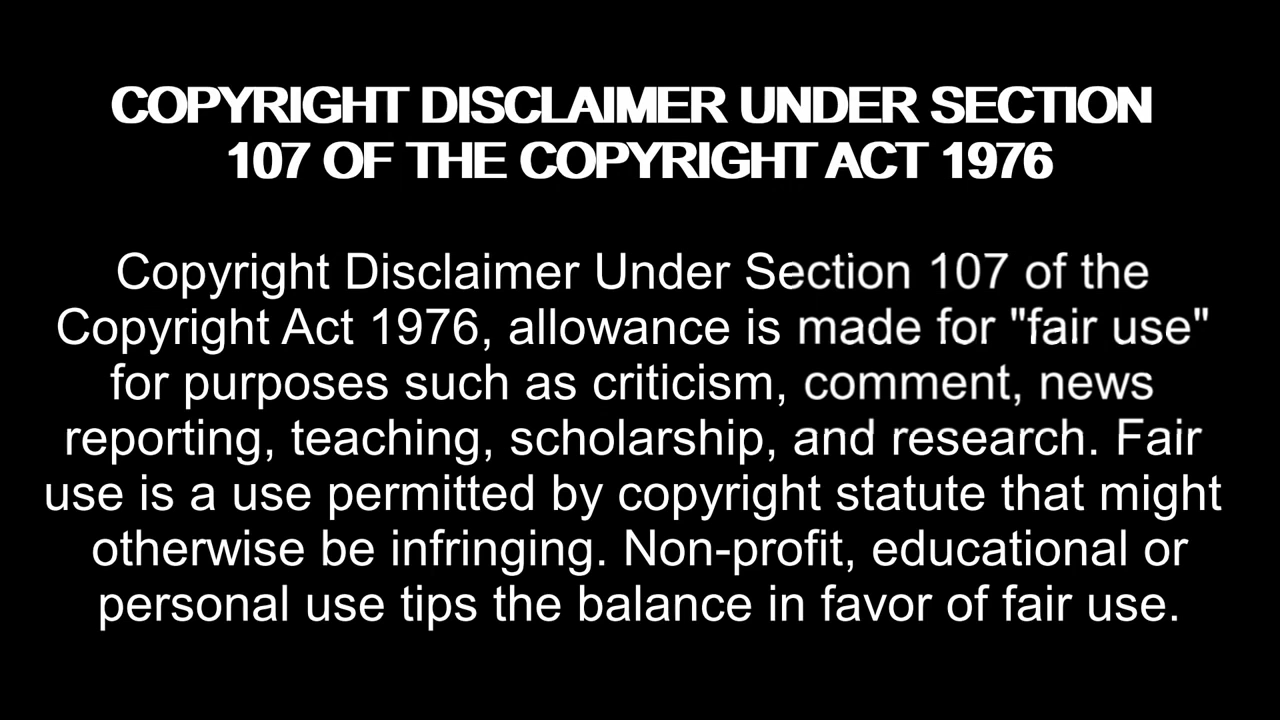 COPYRIGHT DISCLAIMER UNDER SECTION
107 OF THE COPYRIGHT ACT 1976
Copyright Disclaimer Under Section 107 of the
Copyright Act 1976, allowance is made for "fair use"
for purposes such as criticism, comment, news
reporting, teaching, scholarship, and research. Fair
use is a use permitted by copyright statute that might
otherwise be infringing. Non-profit, educational or
personal use tips the balance in favor of fair use.